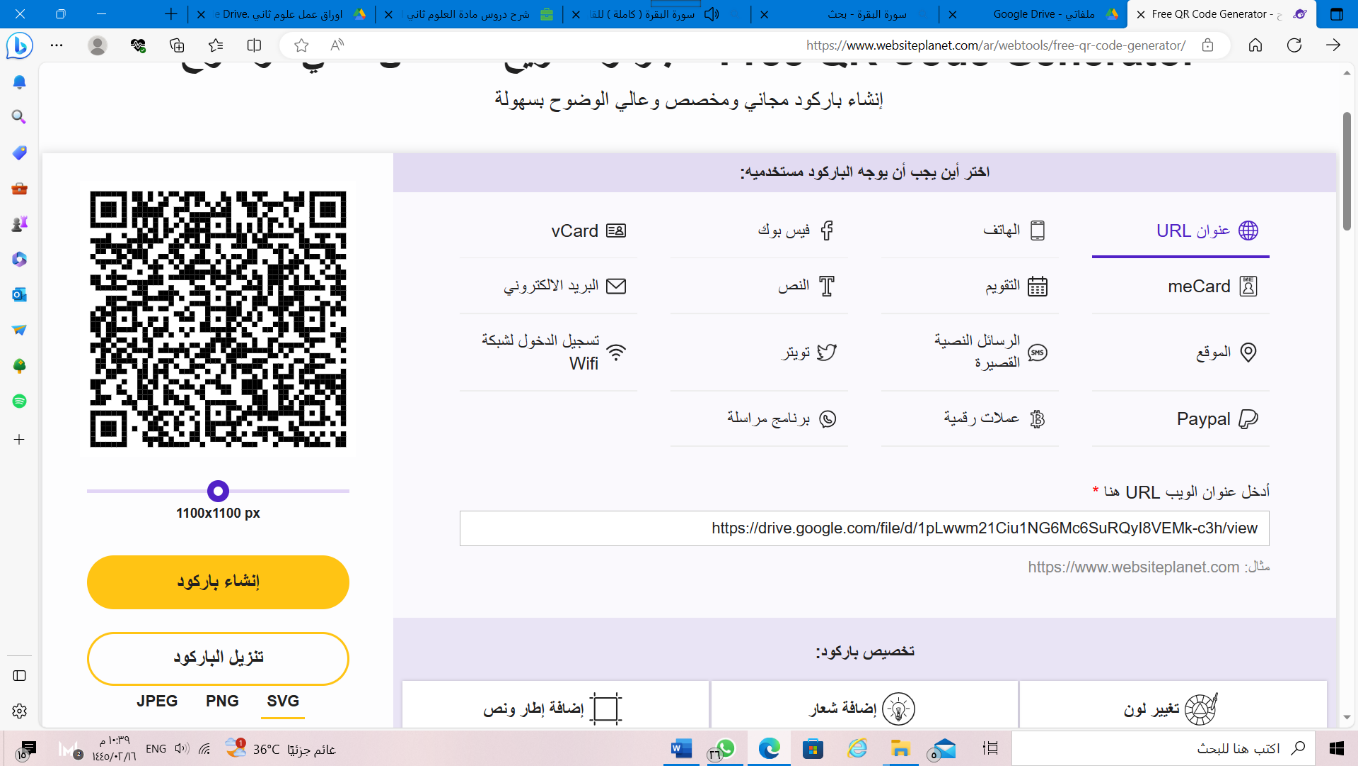 Free QR Code Generator -
ملفاتي - Google Drive
سورة البقرة - بحث
سورة البقرة ( كاملة ) للقا
شرح دروس مادة العلوم ثاني
اوراق عمل علوم ثاني .e Drive
https://www.websiteplanet.com/ar/webtools/free-qr-code-generator/
إنشاء باركود مجاني ومخصص وعالي الوضوح بسهولة
اختر أين يجب أن يوجه الباركود مستخدميه:
عنوان URL
الهاتف
فيس بوك
vCard
meCard
التقويم
النص
البريد الالكتروني
الموقع
الرسائل النصية القصيرة
تويتر
تسجيل الدخول لشبكة Wifi
Paypal
عملات رقمية
برنامج مراسلة
أدخل عنوان الويب URL هنا *
https://drive.google.com/file/d/1pLwwm21Ciu1NG6Mc6SuRQyI8VEMk-c3h/view
مثال: https://www.websiteplanet.com
تخصيص باركود:
تغيير لون
إضافة شعار
إضافة إطار ونص
1100x1100 px
إنشاء باركود
تنزيل الباركود
JPEG PNG SVG
اكتب هنا للبحث
غائم جزئيًا 36°C
ENG
١٠:٣٩ م
١٤٤٥/٠٢/١٦